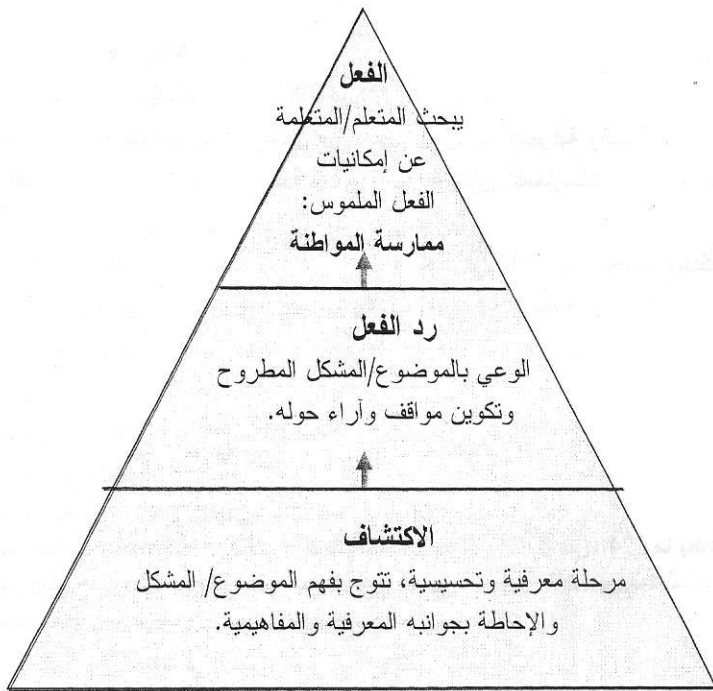 الفعل
يبحث المتعلم/المتعلمة
عن إمكانيات
الفعل الملموس:
ممارسة المواطنة
رد الفعل
الوعي بالموضوع/المشكل المطروح
وتكوين مواقف وآراء حوله.
الاكتشاف
مرحلة معرفية وتحسيسية، تتوج بفهم الموضوع/ المشكل
والإحاطة بجوانبه المعرفية والمفاهيمية.